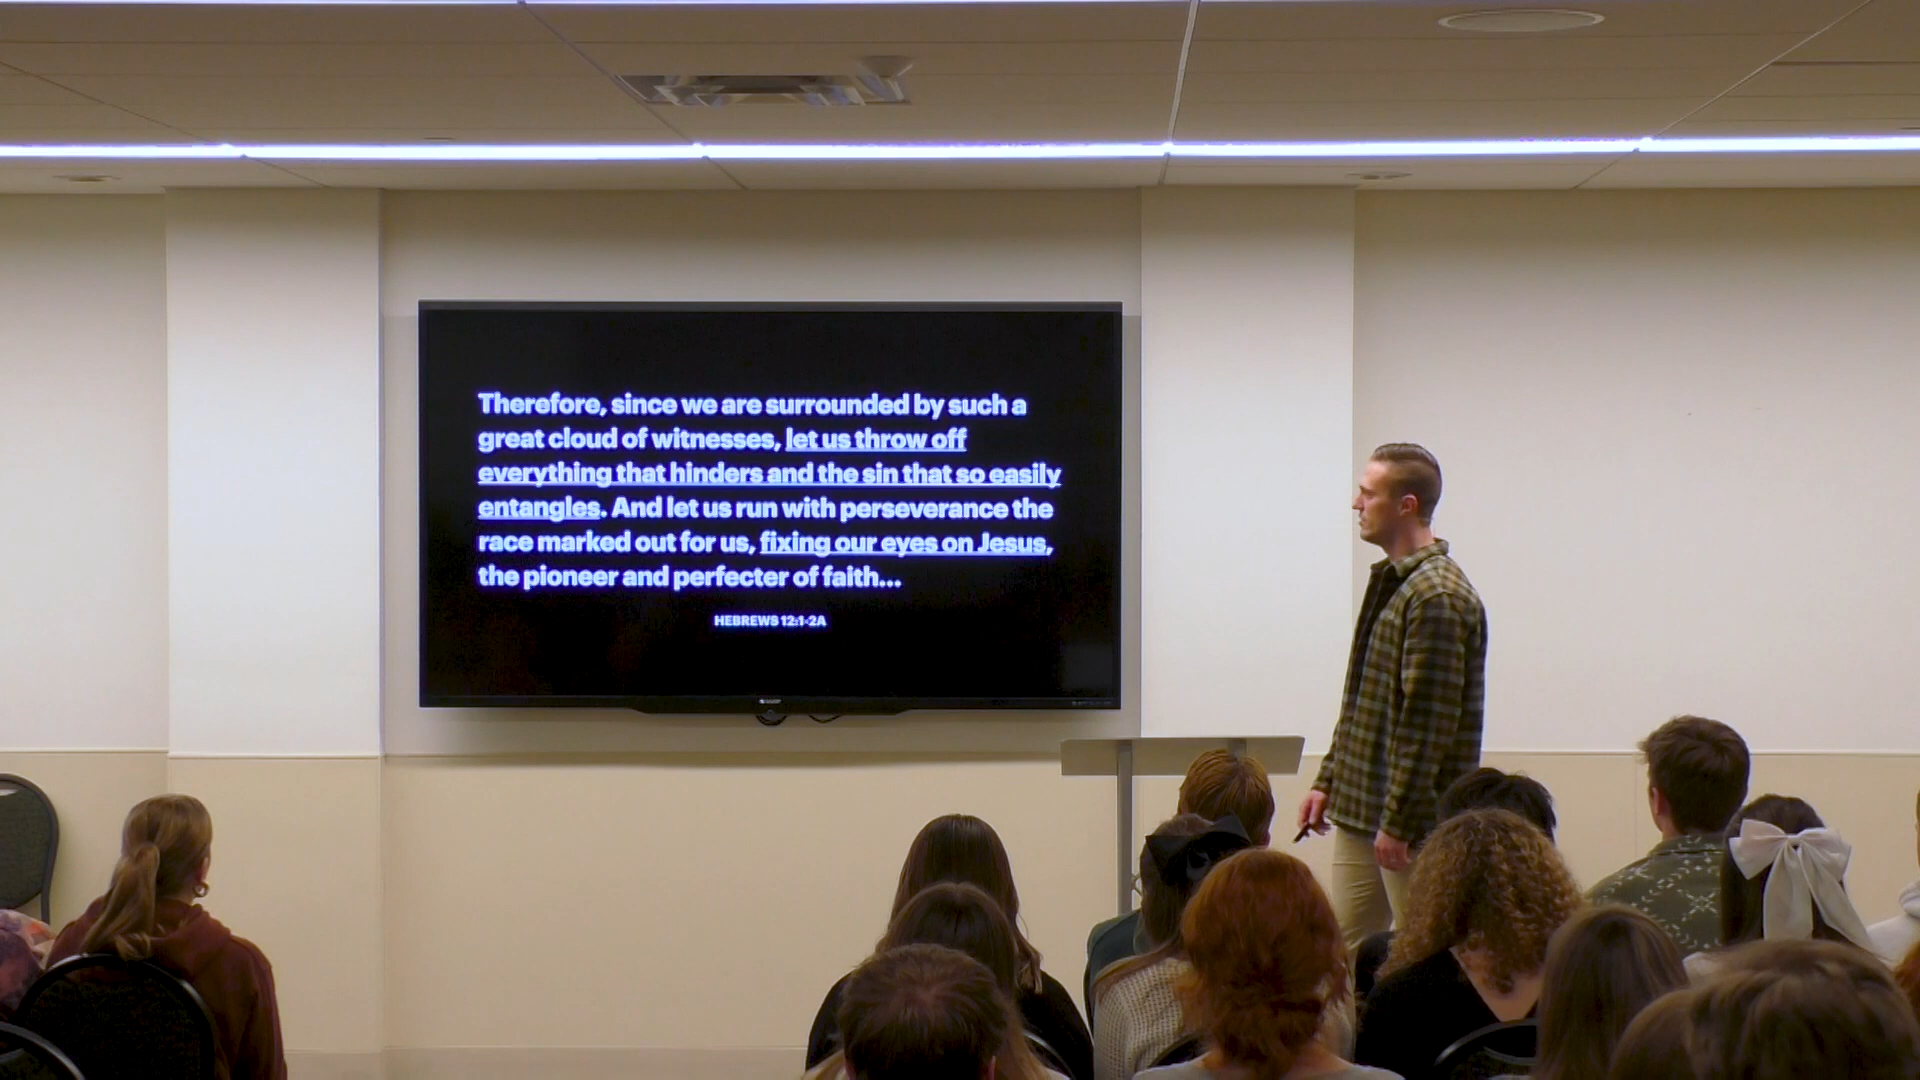 Therefore, since we are surrounded by such a
great cloud of witnesses, let us throw off
everything that hinders and the sin that so easily
entangles. And let us run with perseverance the
race marked out for us, fixing our eyes on Jesus,
the pioneer and perfecter of faith...
HEBREWS 12:1-2A